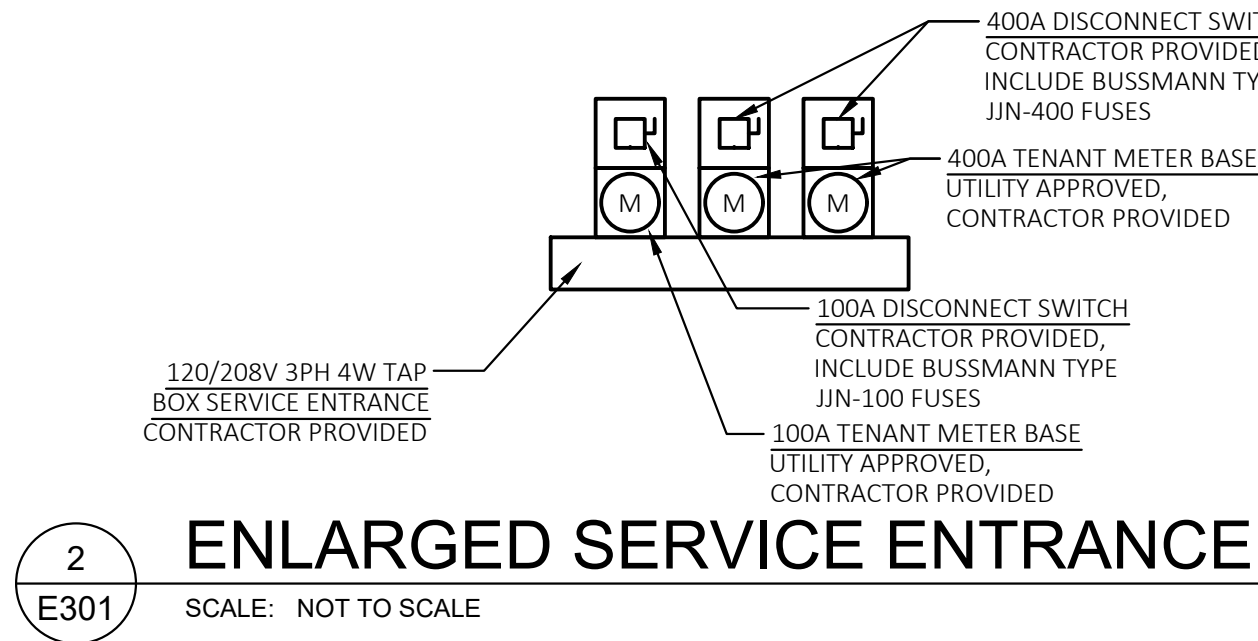 400A DISCONNECT
CONTRACTOR PROVIDED
INCLUDE BUSSMANN
JJN-400 FUSES
400A TENANT METER BASE
UTILITY APPROVED,
CONTRACTOR PROVIDED
M M M
100A DISCONNECT SWITCH
CONTRACTOR PROVIDED,
INCLUDE BUSSMANN TYPE
JJN-100 FUSES
120/208V 3PH 4W TAP
BOX SERVICE ENTRANCE
CONTRACTOR PROVIDED
100A TENANT METER BASE
UTILITY APPROVED,
CONTRACTOR PROVIDED
2
E301
ENLARGED SERVICE ENTRANCE
SCALE: NOT TO SCALE